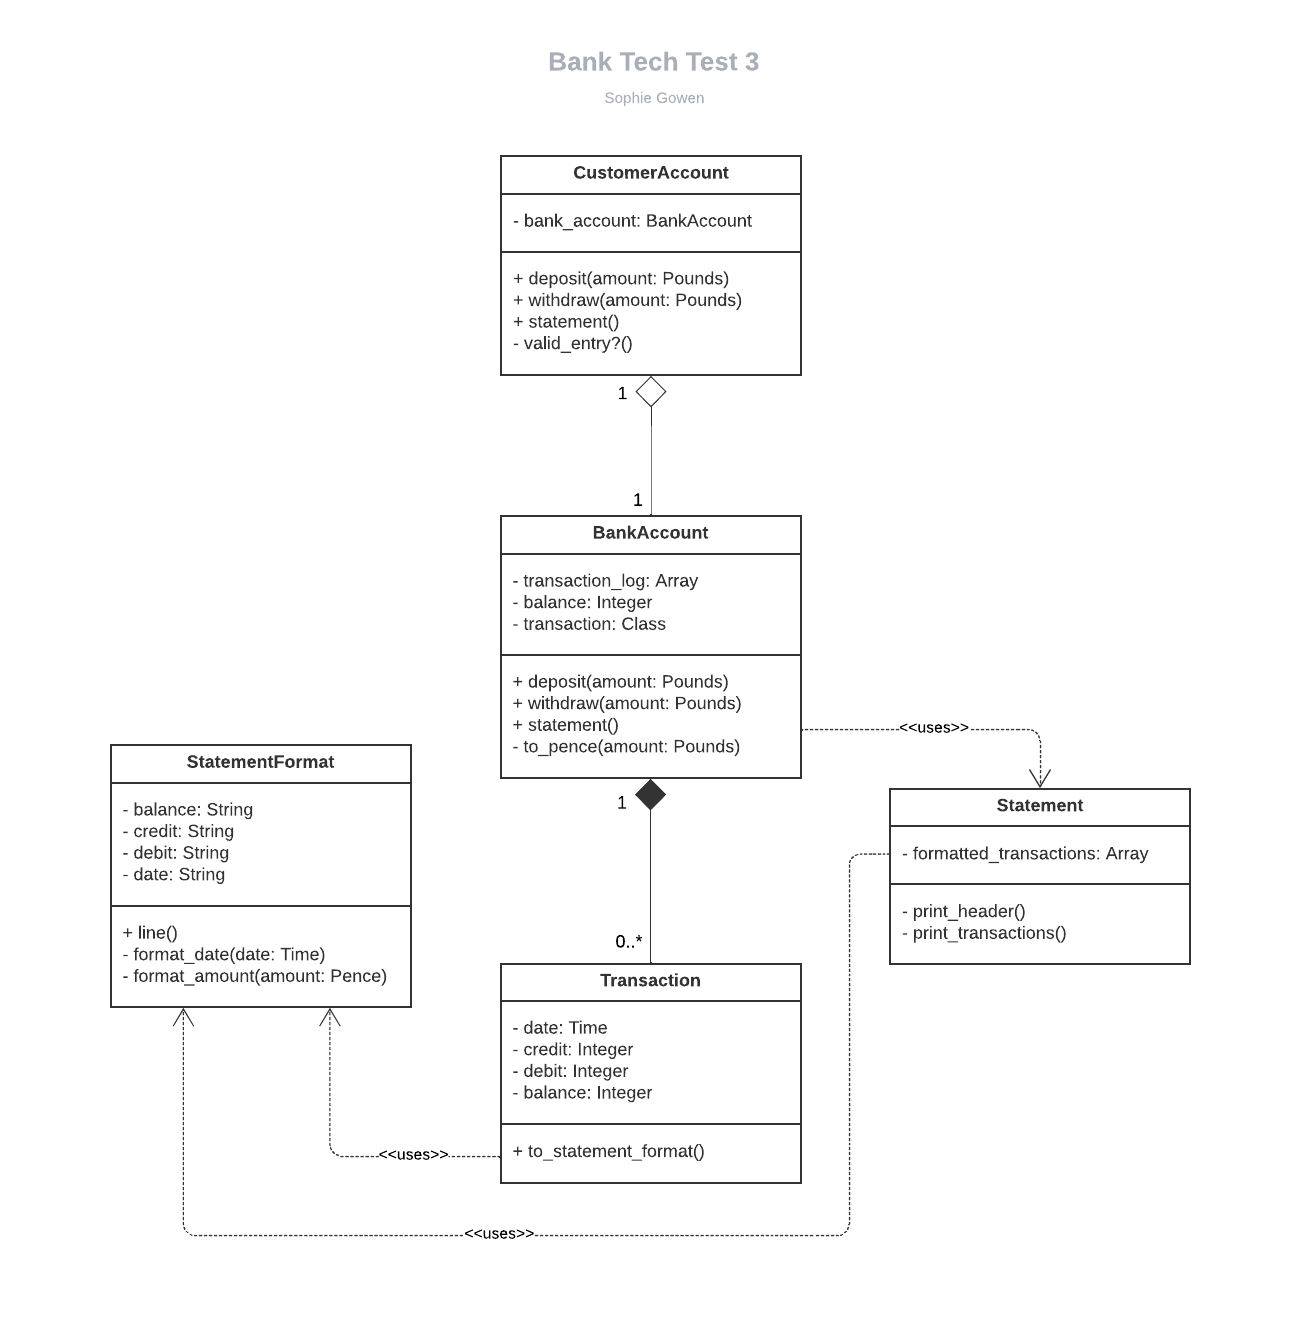 Bank Tech Test 3
Sophie Gowen
CustomerAccount
- bank_account: BankAccount
+ deposit(amount: Pounds)
+ withdraw(amount: Pounds)
+ statement()
- valid_entry?()
1
1
BankAccount
- transaction_log: Array
- balance: Integer
- transaction: Class
+ deposit(amount: Pounds)
+ withdraw(amount: Pounds)
+ statement()
- to_pence(amount: Pounds)
<<uses>>
1
StatementFormat
- balance: String
- credit: String
- debit: String
- date: String
+ line()
- format_date(date: Time)
- format_amount(amount: Pence)
Statement
- formatted_transactions: Array
- print_header()
- print_transactions()
0..*
Transaction
- date: Time
- credit: Integer
- debit: Integer
- balance: Integer
+ to_statement_format()
<<uses>>
<<uses>>